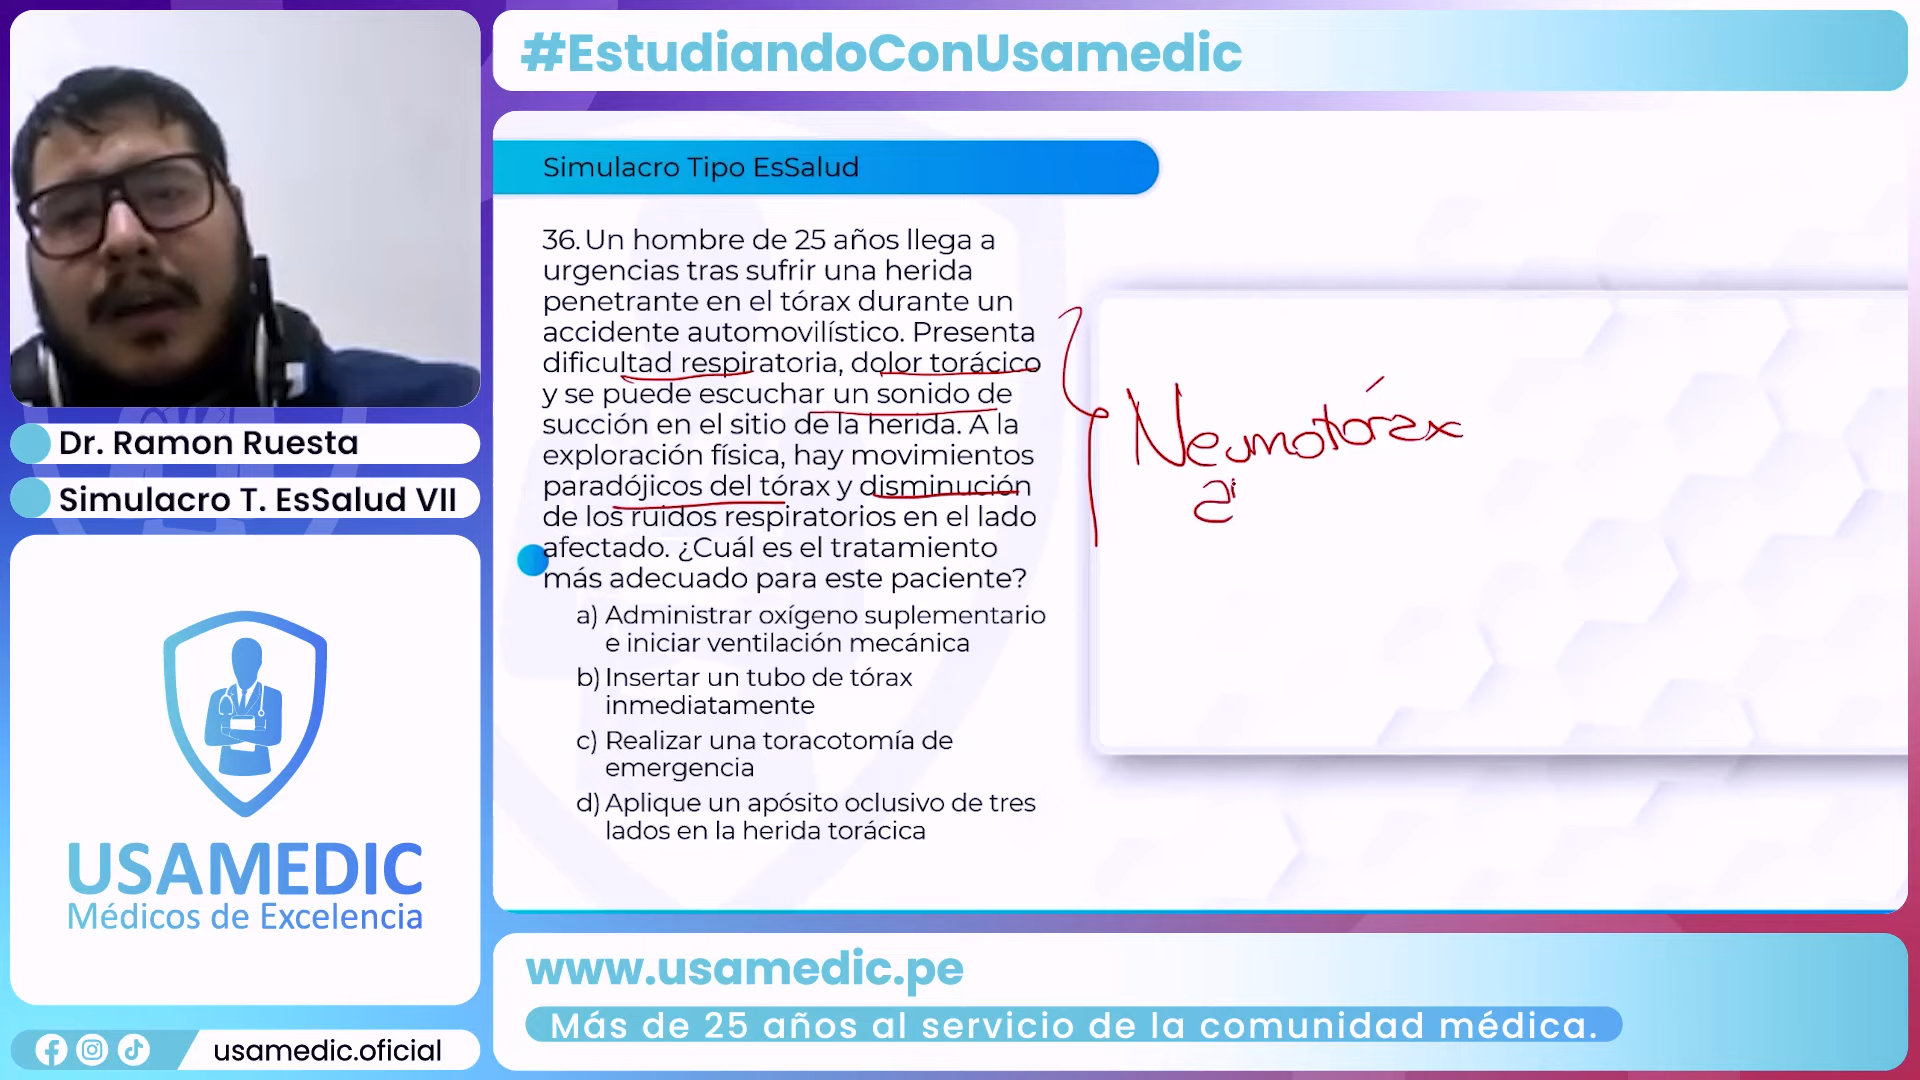 #EstudiandoConUsamedic
Simulacro Tipo EsSalud
36. Un hombre de 25 años llega a
urgencias tras sufrir una herida
penetrante en el tórax durante un
accidente automovilístico. Presenta
dificultad respiratoria, dolor torácico
y se puede escuchar un sonido de
succión en el sitio de la herida. A la
exploración física, hay movimientos
paradójicos del tórax y disminución
de los ruidos respiratorios en el lado
afectado. ¿Cuál es el tratamiento
más adecuado para este paciente?
a) Administrar oxígeno suplementario
e iniciar ventilación mecánica
b) Insertar un tubo de tórax
inmediatamente
c) Realizar una toracotomía de
emergencia
d) Aplique un apósito oclusivo de tres
lados en la herida torácica
Neumotórax
Dr. Ramon Ruesta
Simulacro T. EsSalud VII
USAMEDIC
Médicos de Excelencia
usamedic.oficial
www.usamedic.pe
Más de 25 años al servicio de la comunidad médica.